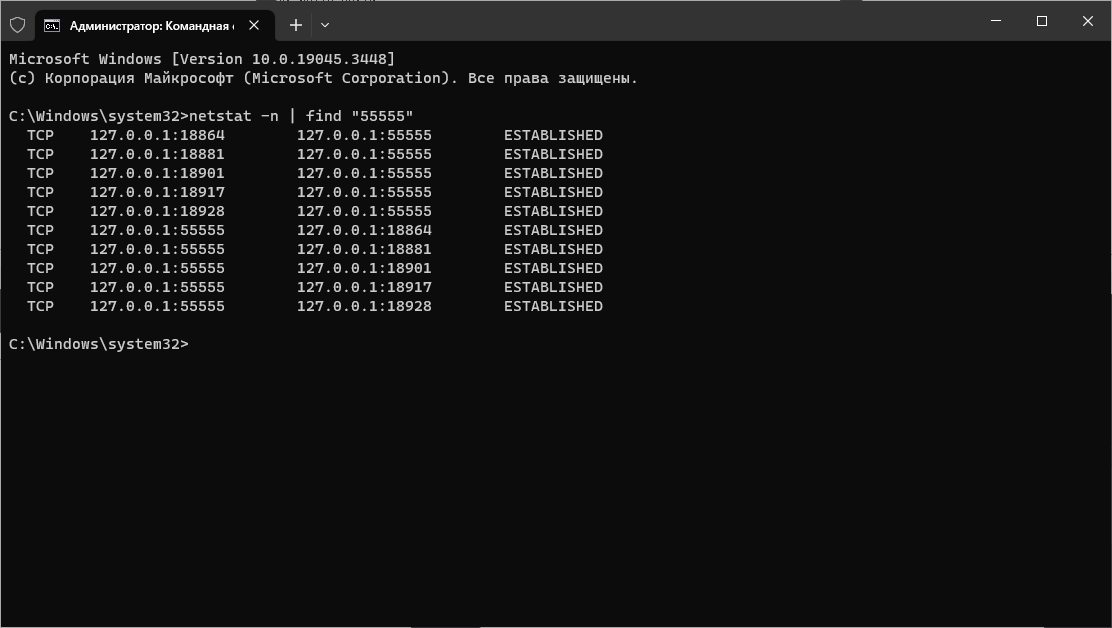 Администратор: Командная
Microsoft Windows [Version 10.0.19045.3448]
(c) Корпорация Майкрософт (Microsoft Corporation). Все права защищены.
C:\Windows\system32>netstat -n | find "55555"
TCP 127.0.0.1:18864 127.0.0.1:55555 ESTABLISHED
TCP 127.0.0.1:18881 127.0.0.1:55555 ESTABLISHED
TCP 127.0.0.1:18901 127.0.0.1:55555 ESTABLISHED
TCP 127.0.0.1:18917 127.0.0.1:55555 ESTABLISHED
TCP 127.0.0.1:18928 127.0.0.1:55555 ESTABLISHED
TCP 127.0.0.1:55555 127.0.0.1:18864 ESTABLISHED
TCP 127.0.0.1:55555 127.0.0.1:18881 ESTABLISHED
TCP 127.0.0.1:55555 127.0.0.1:18901 ESTABLISHED
TCP 127.0.0.1:55555 127.0.0.1:18917 ESTABLISHED
TCP 127.0.0.1:55555 127.0.0.1:18928 ESTABLISHED
C:\Windows\system32>